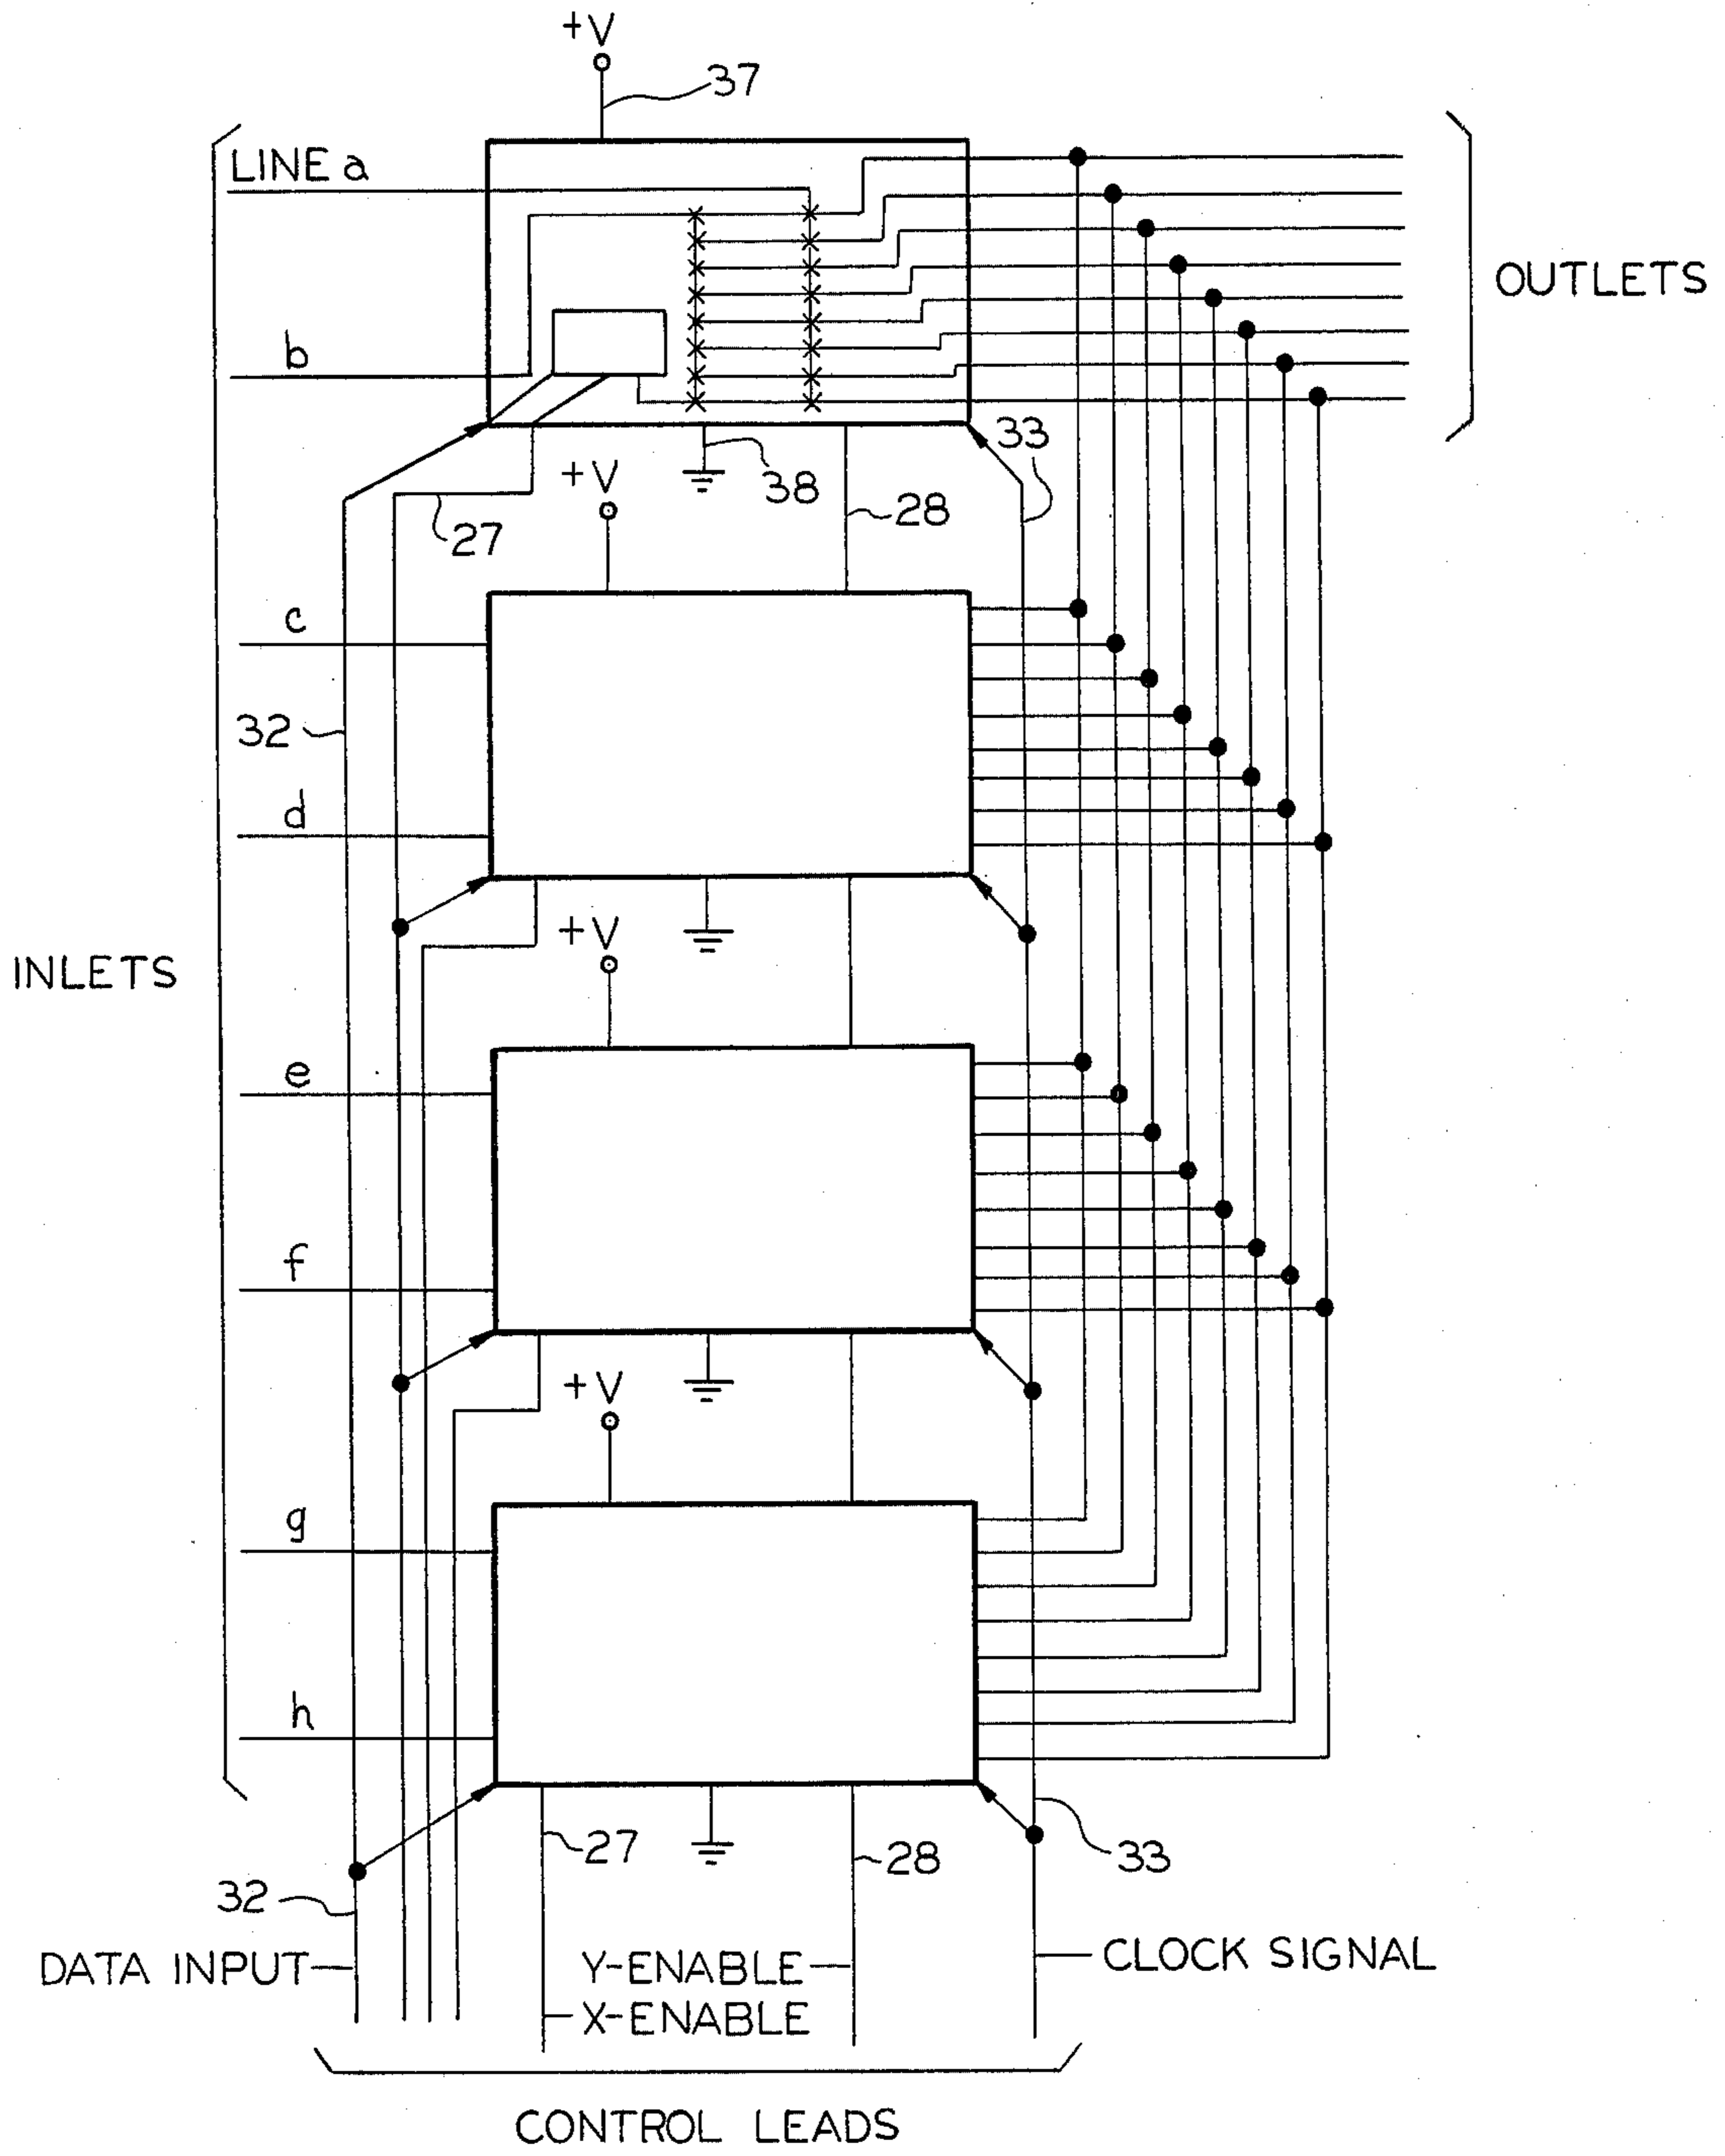 +V
37
LINE a
OUTLETS
b
33
+V
38
28
27
c
32
d
+V
INLETS
e
f
+V
g
h
27
28
33
32
DATA INPUT
Y-ENABLE
CLOCK SIGNAL
X-ENABLE
CONTROL LEADS